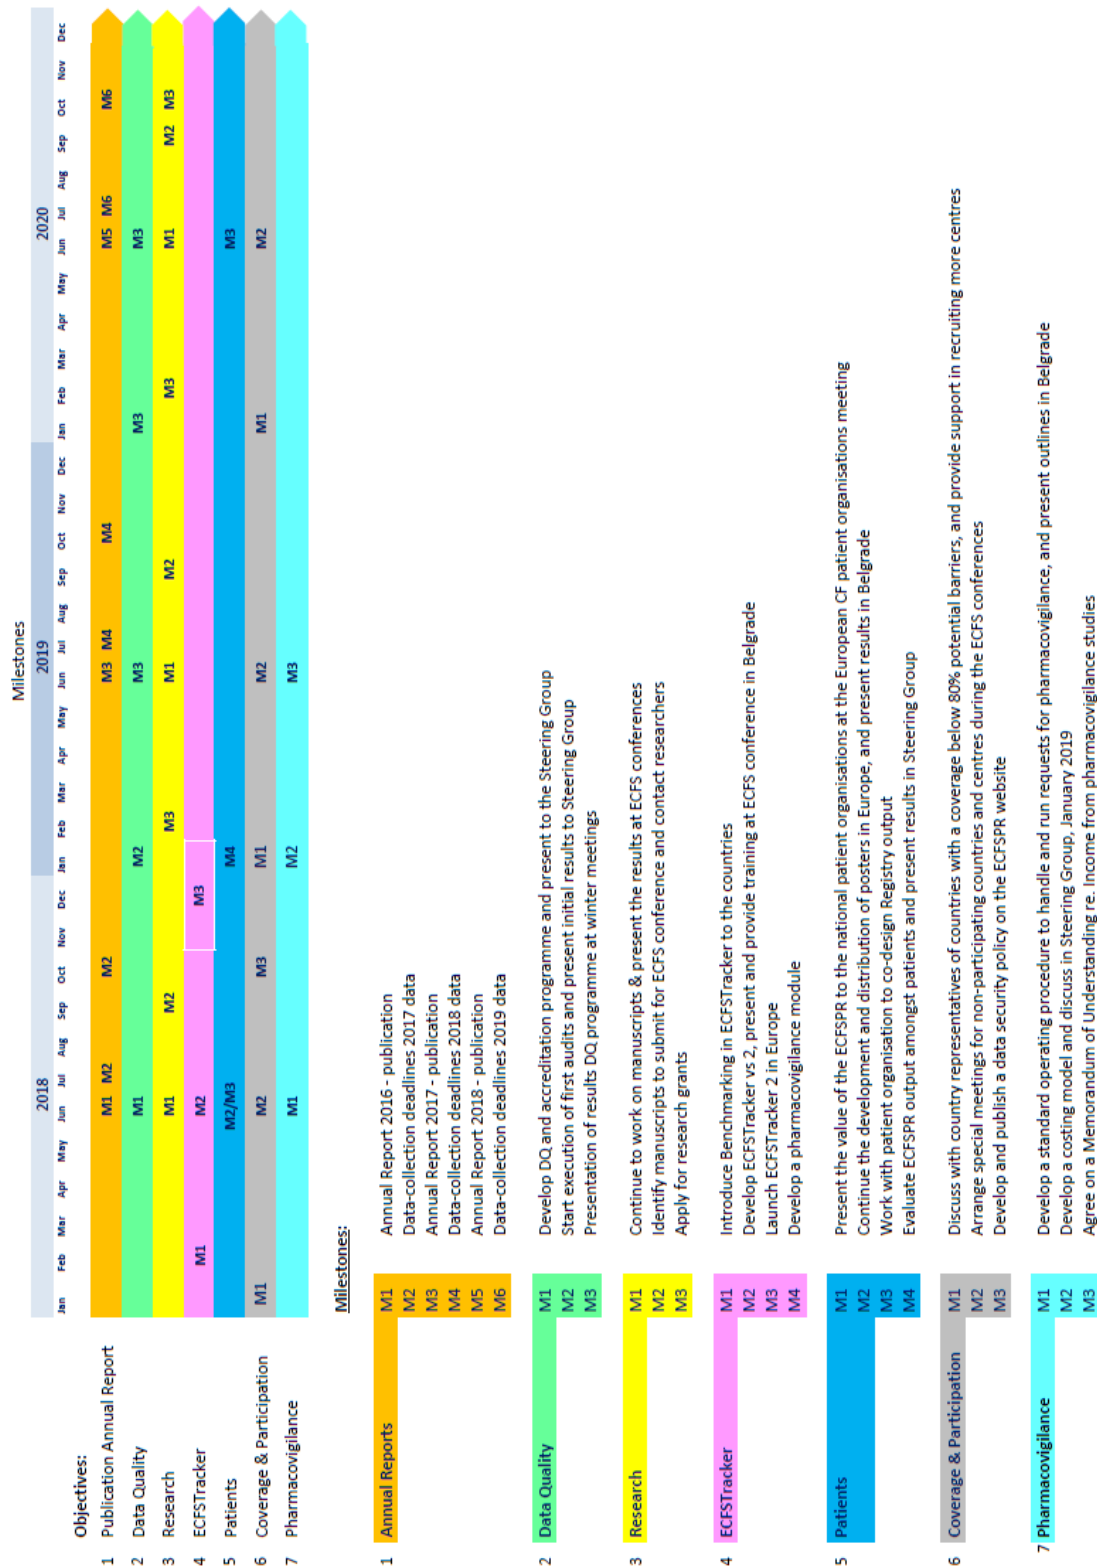 Milestones
2018 2019 2020
Jan Feb Mar Apr May Jun Jul Aug Sep Oct Nov Dec Jan Feb Mar Apr May Jun Jul Aug Sep Oct Nov Dec Jan Feb Mar Apr May Jun Jul Aug Sep Oct Nov Dec
Objectives:
1 Publication Annual Report M1 M2 M2 M3 M4 M4 M5 M6 M6
2 Data Quality M1 M2 M3 M3 M3
3 Research M1 M2 M3 M1 M2 M3 M1 M2 M3
4 ECFSTracker M1 M2 M3
5 Patients M2/M3 M4 M3
6 Coverage & Participation M1 M2 M3 M1 M2 M1 M2
7 Pharmacovigilance M1 M2 M3
Milestones:
1 Annual Reports M1 Annual Report 2016 - publication
M2 Data-collection deadlines 2017 data
M3 Annual Report 2017 - publication
M4 Data-collection deadlines 2018 data
M5 Annual Report 2018 - publication
M6 Data-collection deadlines 2019 data
2 Data Quality M1 Develop DQ and accreditation programme and present to the Steering Group
M2 Start execution of first audits and present initial results to Steering Group
M3 Presentation of results DQ programme at winter meetings
3 Research M1 Continue to work on manuscripts & present the results at ECFS conferences
M2 Identify manuscripts to submit for ECFS conference and contact researchers
M3 Apply for research grants
4 ECFSTracker M1 Introduce Benchmarking in ECFSTracker to the countries
M2 Develop ECFSTracker vs 2, present and provide training at ECFS conference in Belgrade
M3 Launch ECFSTracker 2 in Europe
M4 Develop a pharmacovigilance module
5 Patients M1 Present the value of the ECFSPR to the national patient organisations at the European CF patient organisations meeting
M2 Continue the development and distribution of posters in Europe, and present results in Belgrade
M3 Work with patient organisation to co-design Registry output
M4 Evaluate ECFSPR output amongst patients and present results in Steering Group
6 Coverage & Participation M1 Discuss with country representatives of countries with a coverage below 80% potential barriers, and provide support in recruiting more centres
M2 Arrange special meetings for non-participating countries and centres during the ECFS conferences
M3 Develop and publish a data security policy on the ECFSPR website
7 Pharmacovigilance M1 Develop a standard operating procedure to handle and run requests for pharmacovigilance, and present outlines in Belgrade
M2 Develop a costing model and discuss in Steering Group, January 2019
M3 Agree on a Memorandum of Understanding re. Income from pharmacovigilance studies